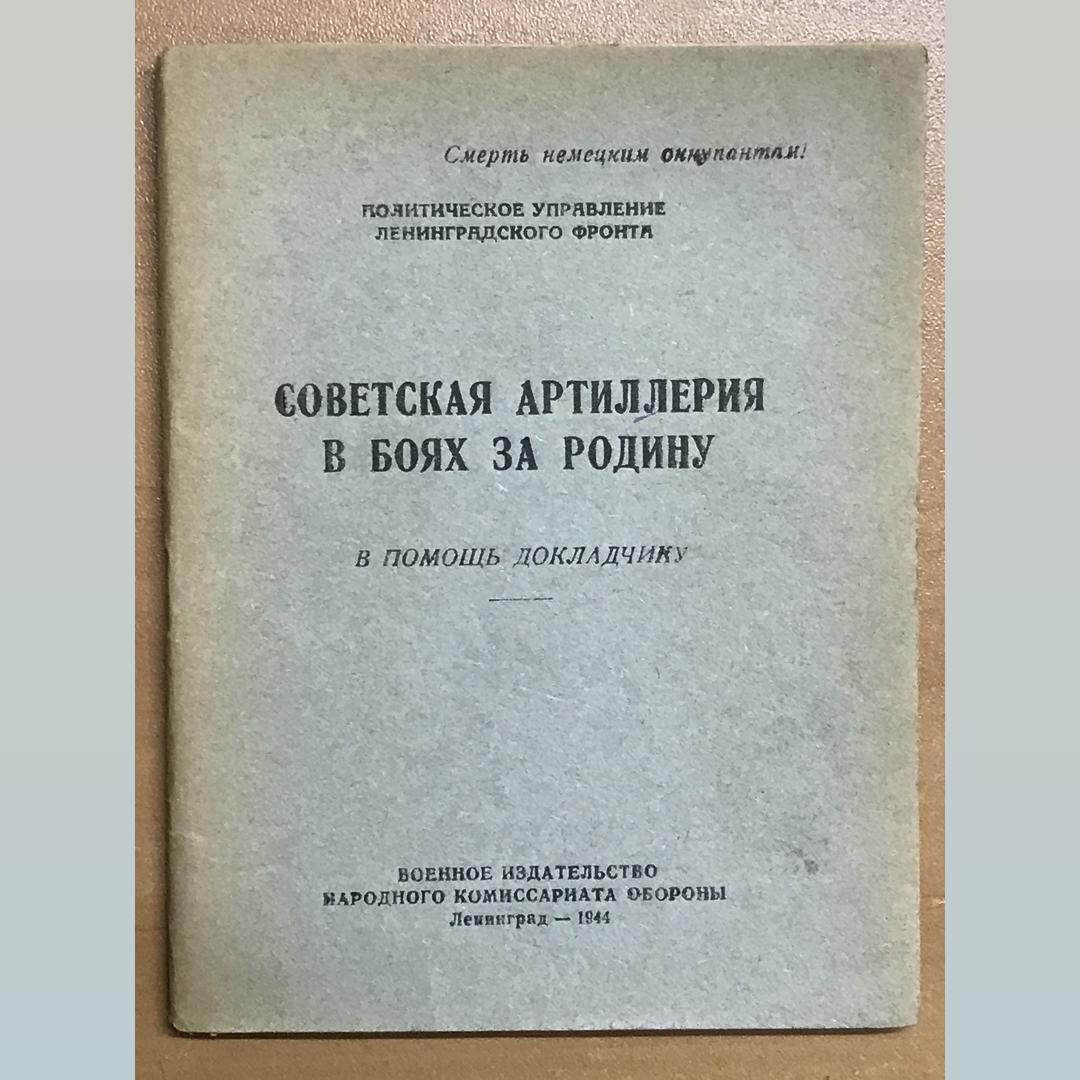 Смерть немецким оккупантам!
ПОЛИТИЧЕСКОЕ УПРАВЛЕНИЕ
ЛЕНИНГРАДСКОГО ФРОНТА
СОВЕТСКАЯ АРТИЛЛЕРИЯ
В БОЯХ ЗА РОДИНУ
В ПОМОЩЬ ДОКЛАДЧИКУ
ВОЕННОЕ ИЗДАТЕЛЬСТВО
НАРОДНОГО КОМИССАРИАТА ОБОРОНЫ
Ленинград — 1944